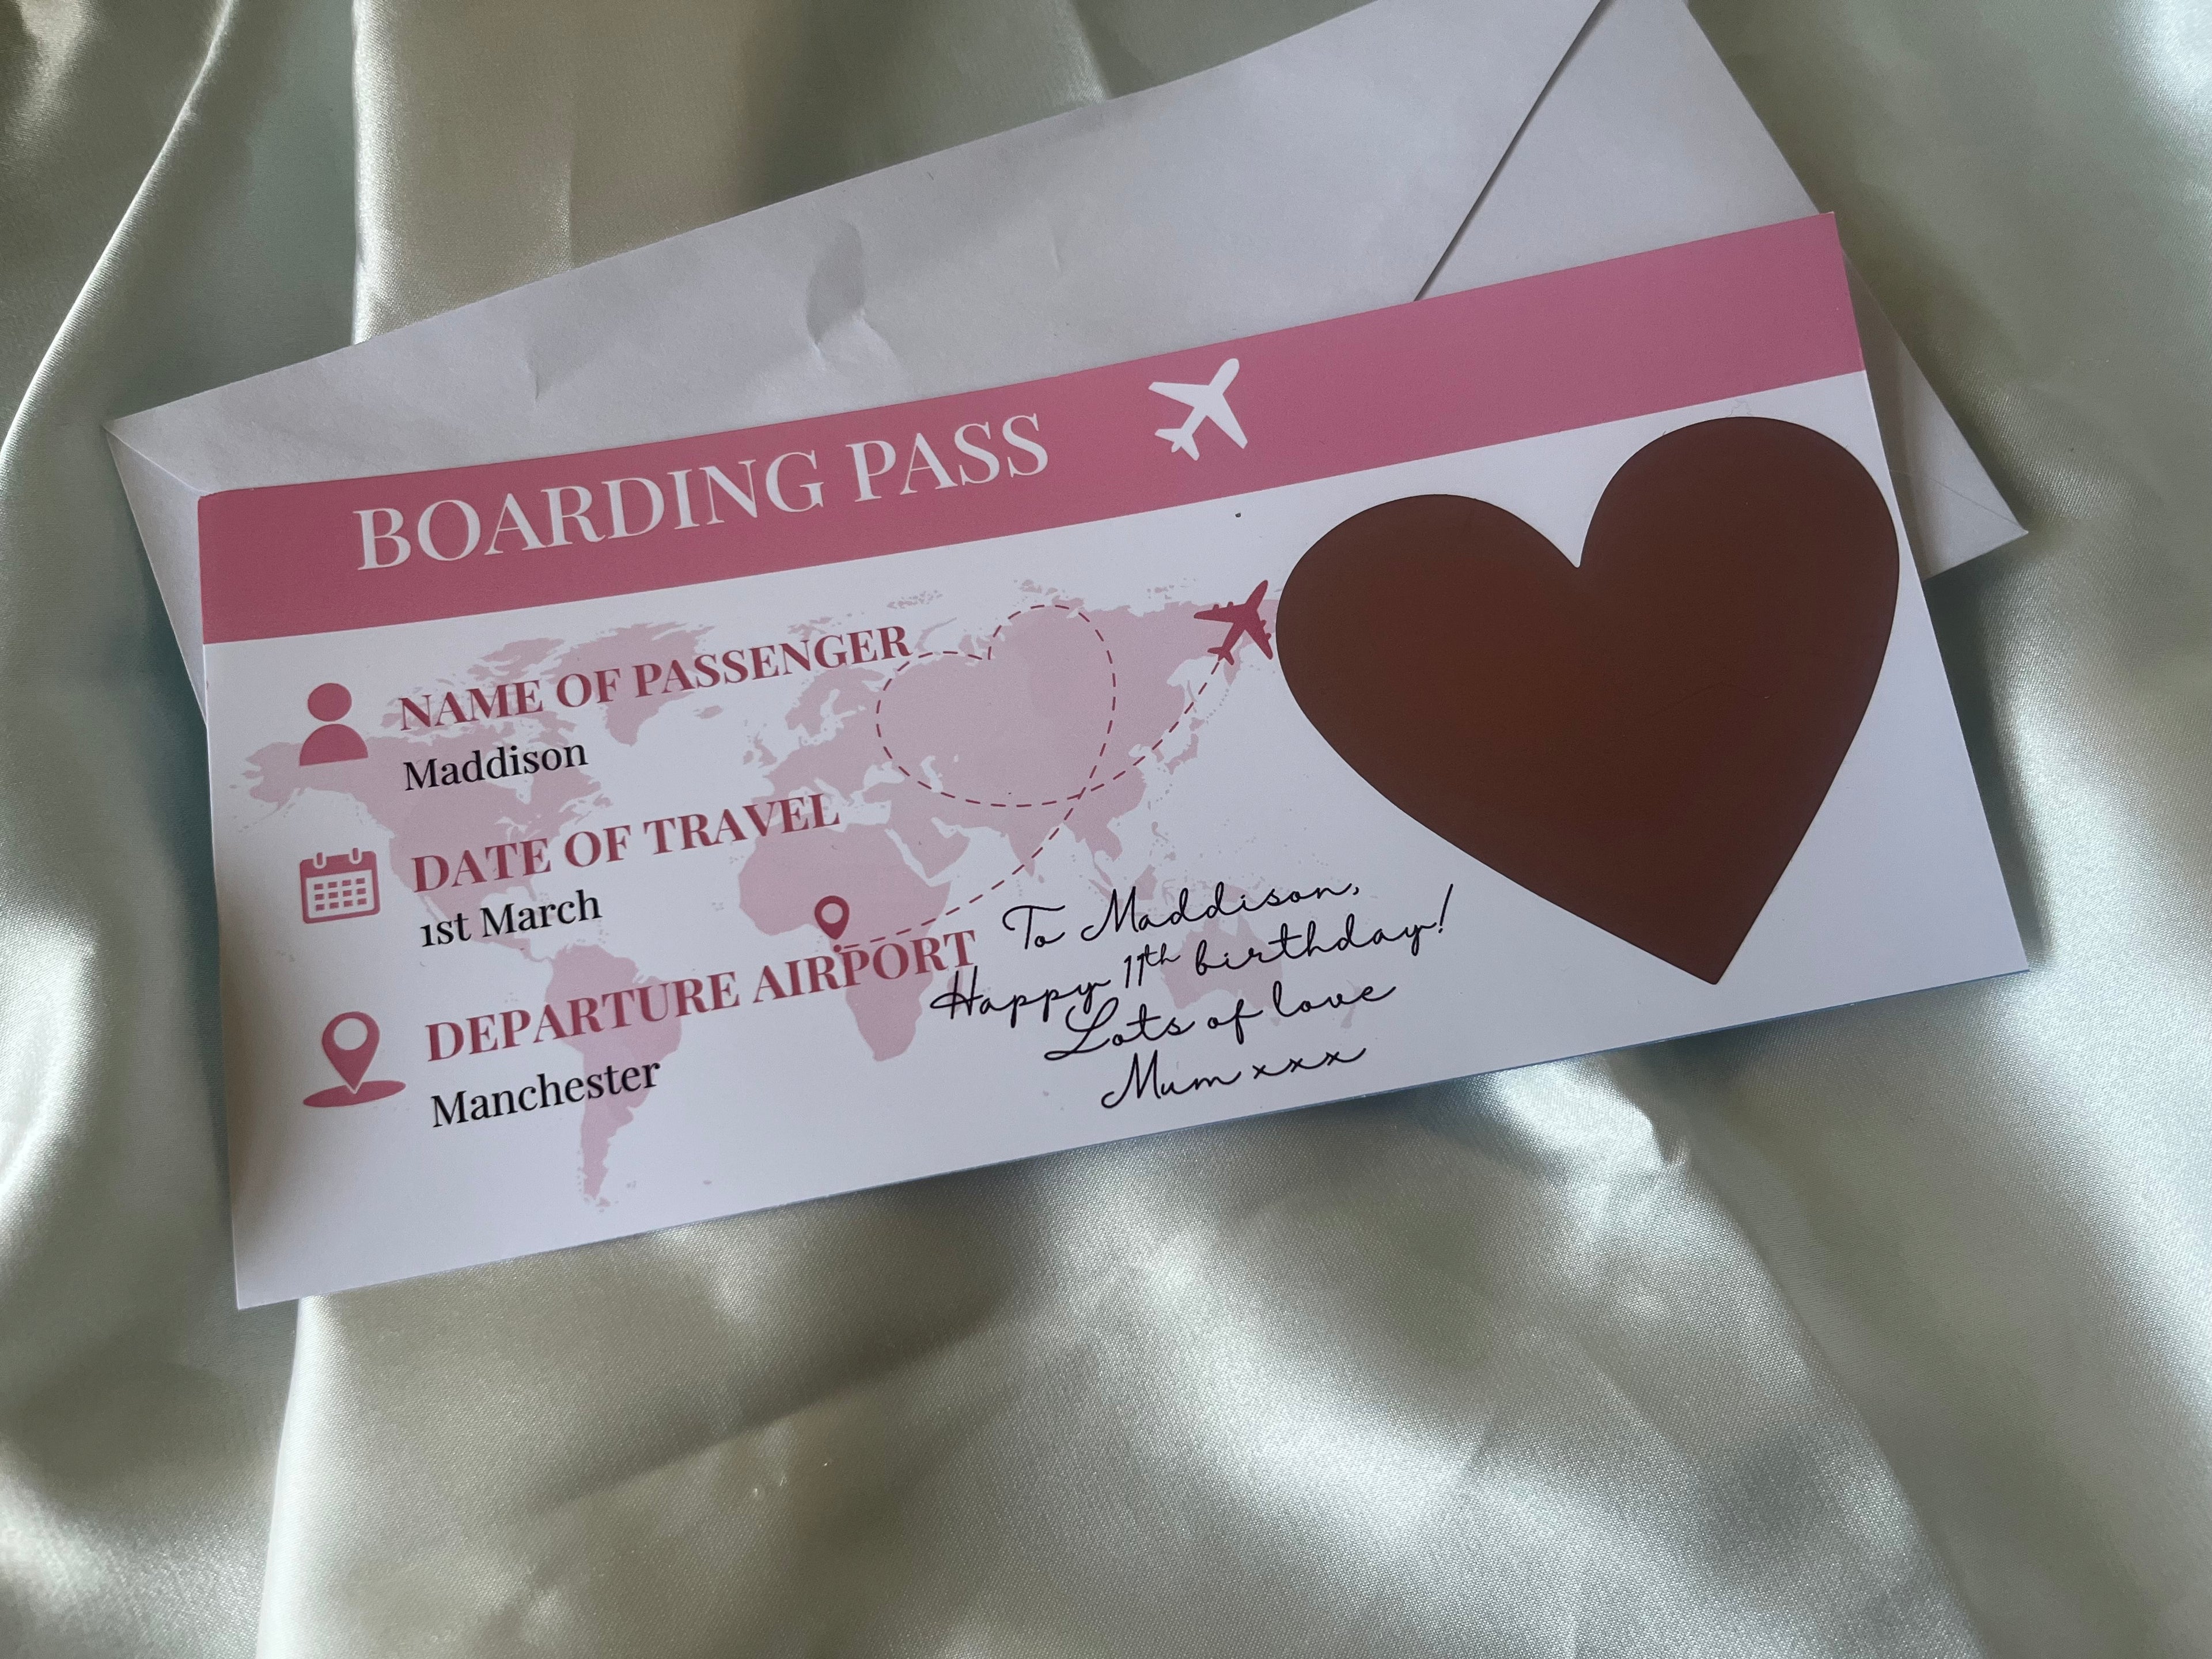 BOARDING PASS
NAME OF PASSENGER
Maddison
DATE OF TRAVEL
1st March
DEPARTURE AIRPORT
Manchester
To Maddison,
Happy 11th birthday!
Lots of love
Mum xxx